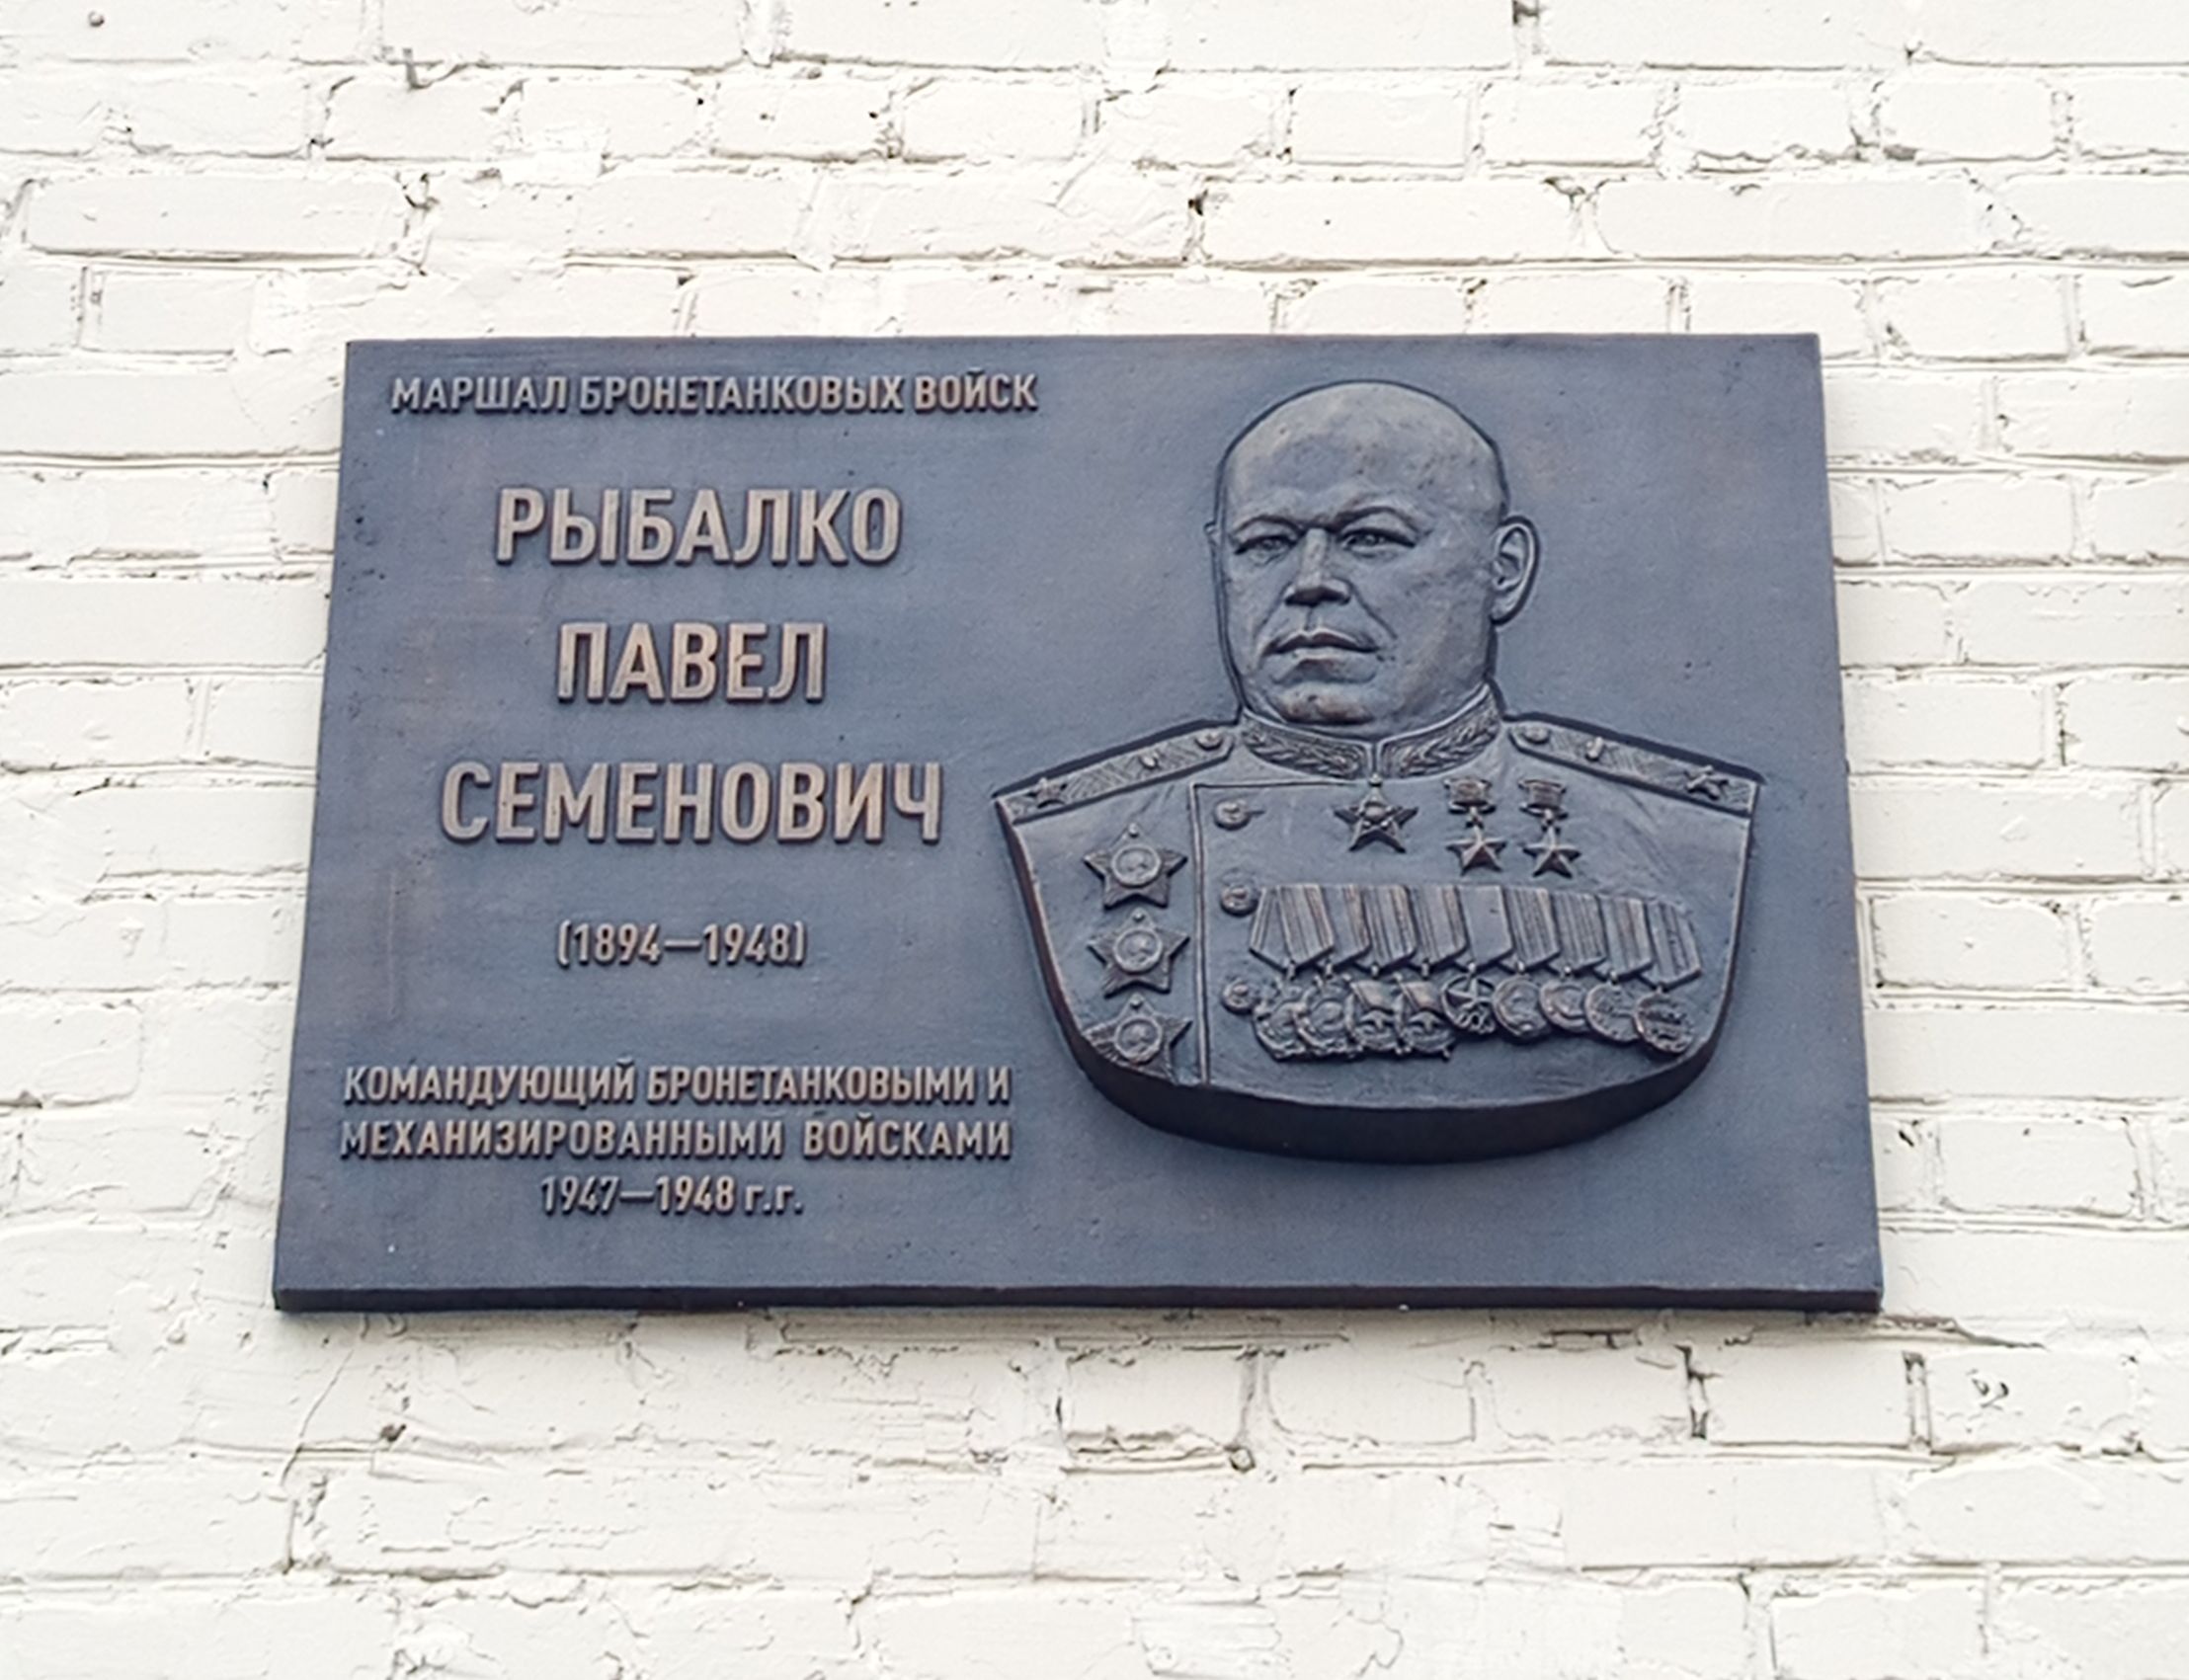 МАРШАЛ БРОНЕТАНКОВЫХ ВОЙСК
РЫБАЛКО
ПАВЕЛ
СЕМЕНОВИЧ
(1894—1948)
КОМАНДУЮЩИЙ БРОНЕТАНКОВЫМИ И
МЕХАНИЗИРОВАННЫМИ ВОЙСКАМИ
1947—1948 г.г.